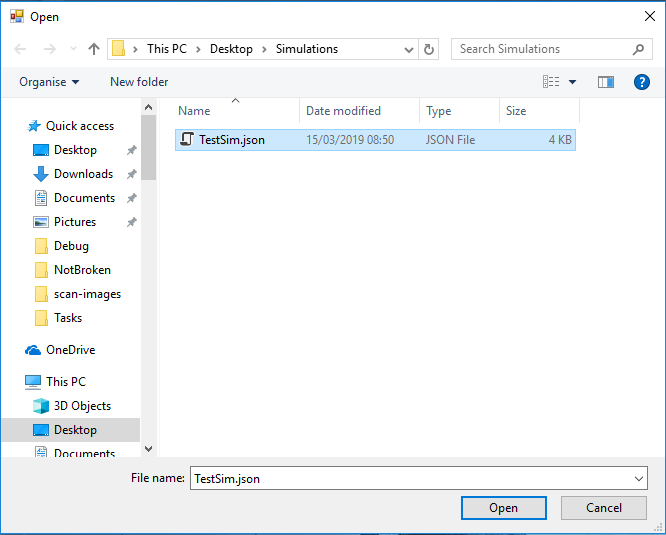 Open
This PC > Desktop > Simulations
Search Simulations
Organise
New folder
?
Name
Date modified
Type
Size
TestSim.json
15/03/2019 08:50
JSON File
4 KB
Quick access
Desktop
Downloads
Documents
Pictures
Debug
NotBroken
scan-images
Tasks
OneDrive
This PC
3D Objects
Desktop
Documents
File name: TestSim.json
Open
Cancel